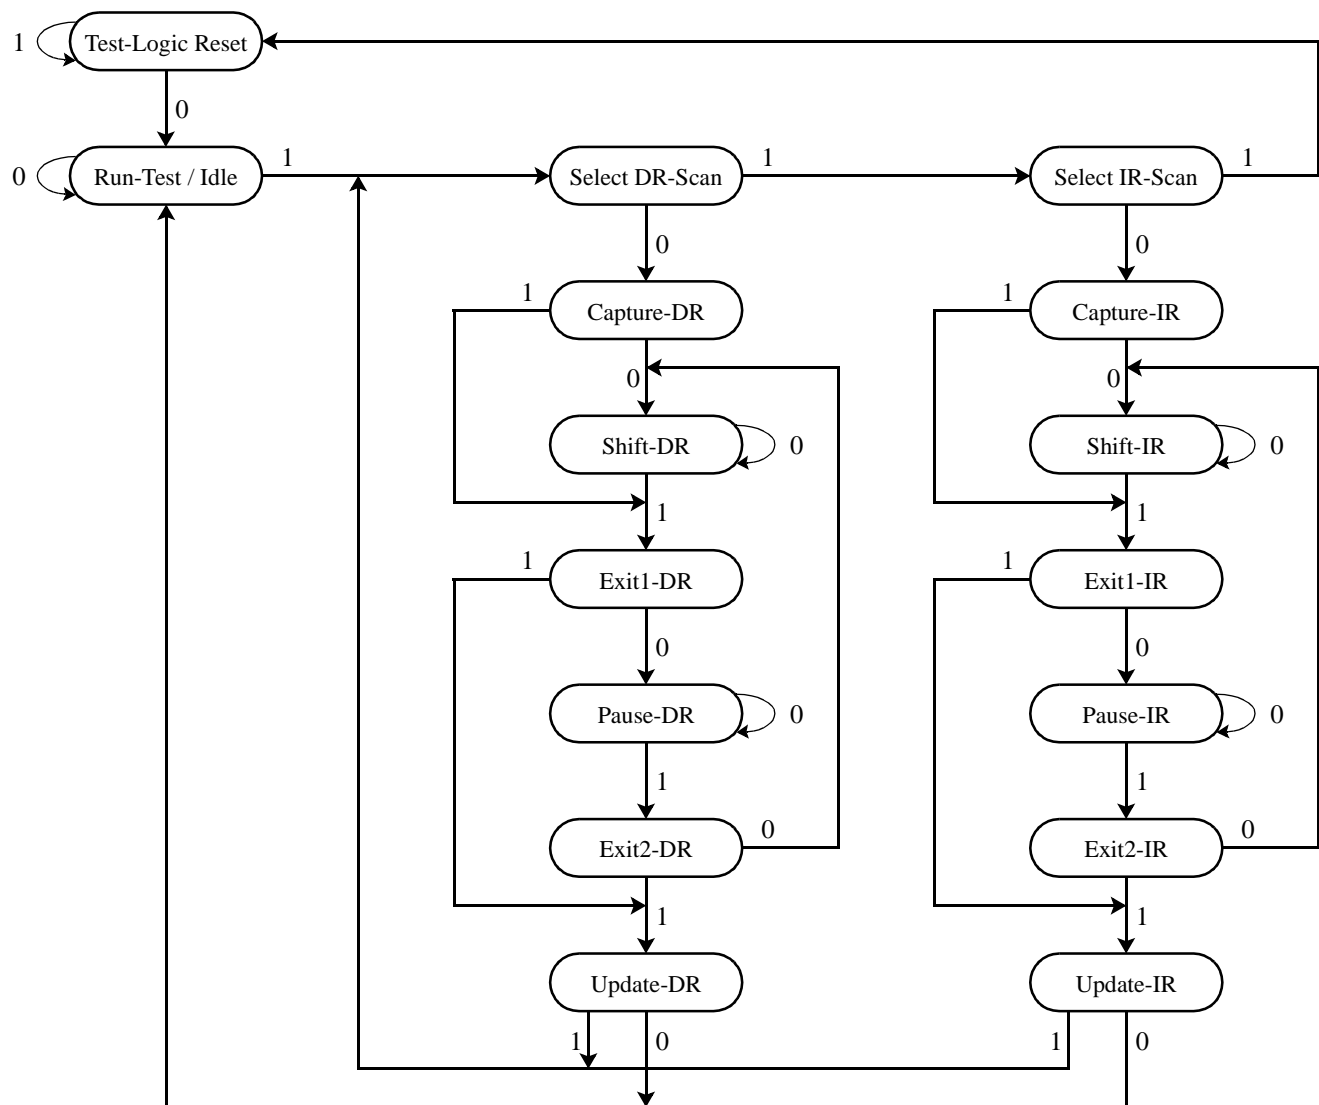 1
Test-Logic Reset
0
0
Run-Test / Idle
1
Select DR-Scan
1
Select IR-Scan
1
0
0
1
Capture-DR
1
Capture-IR
0
0
Shift-DR
0
Shift-IR
0
1
1
1
Exit1-DR
1
Exit1-IR
0
0
Pause-DR
0
Pause-IR
0
1
1
Exit2-DR
0
Exit2-IR
0
1
1
Update-DR
Update-IR
1
0
1
0